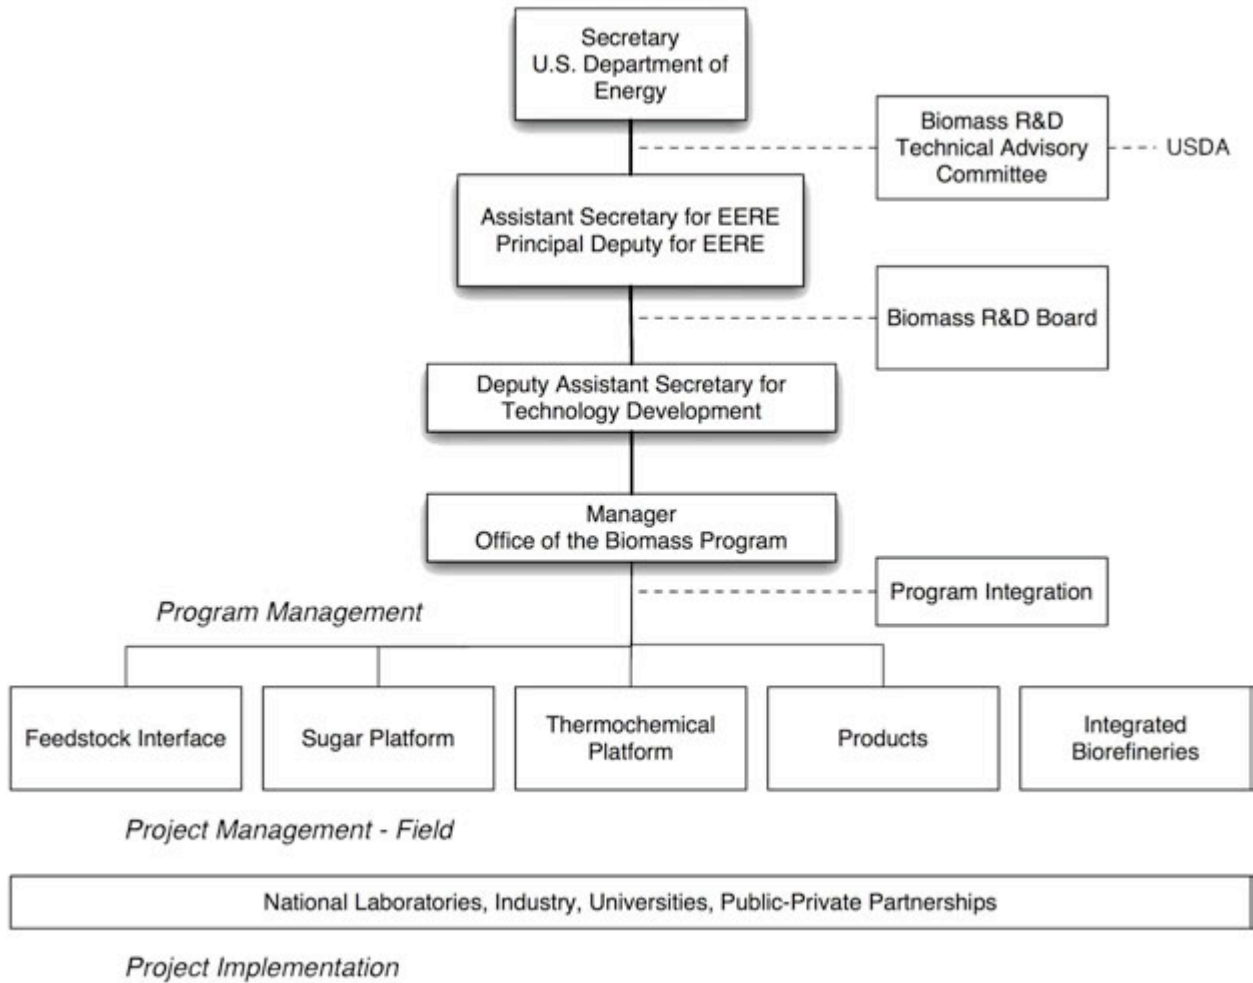 Secretary
U.S. Department of
Energy
Biomass R&D
Technical Advisory
Committee
USDA
Assistant Secretary for EERE
Principal Deputy for EERE
Biomass R&D Board
Deputy Assistant Secretary for
Technology Development
Manager
Office of the Biomass Program
Program Integration
Program Management
Feedstock Interface
Sugar Platform
Thermochemical
Platform
Products
Integrated
Biorefineries
Project Management - Field
National Laboratories, Industry, Universities, Public-Private Partnerships
Project Implementation